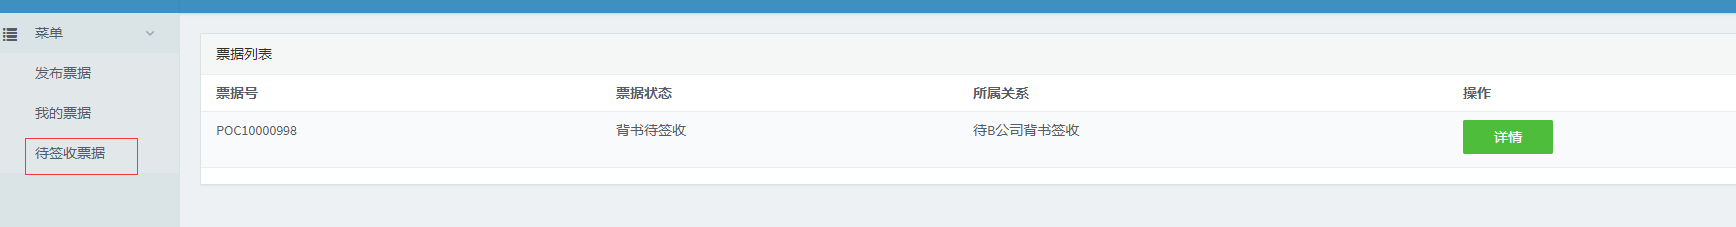 菜单
发布票据
我的票据
待签收票据
票据列表
票据号 票据状态 所属关系 操作
POC10000998 背书待签收 待B公司背书签收 详情